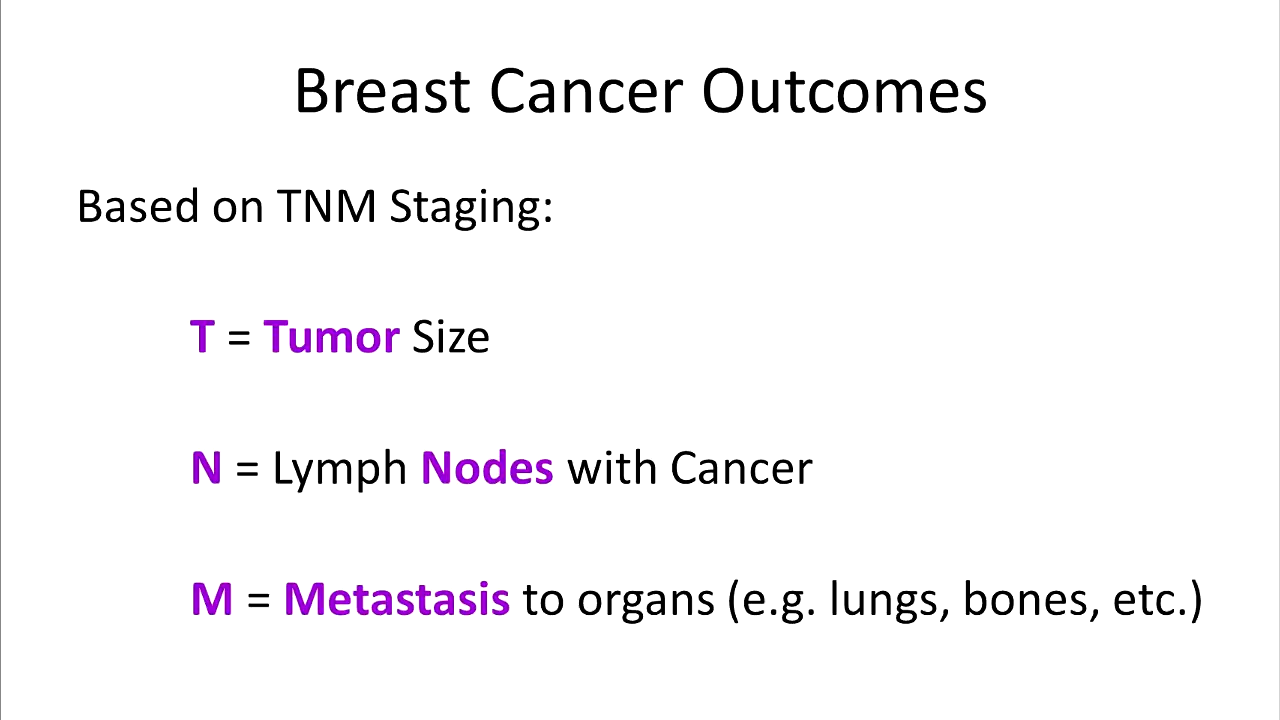 Breast Cancer Outcomes
Based on TNM Staging:
T = Tumor Size
N = Lymph Nodes with Cancer
M = Metastasis to organs (e.g. lungs, bones, etc.)